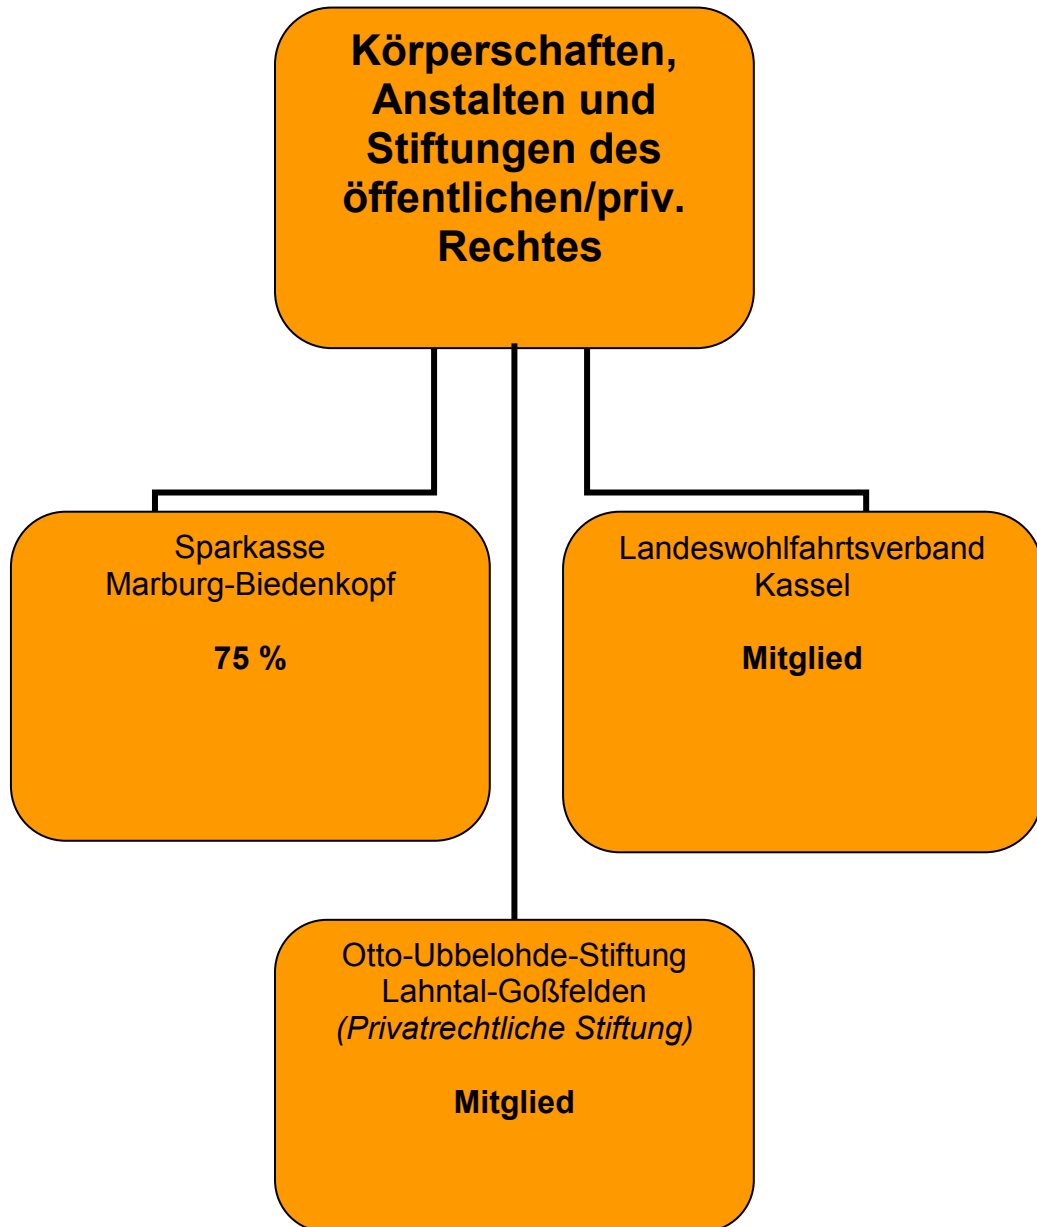 Körperschaften,
Anstalten und
Stiftungen des
öffentlichen/priv.
Rechtes
Sparkasse
Marburg-Biedenkopf
75 %
Landeswohlfahrtsverband
Kassel
Mitglied
Otto-Ubbelohde-Stiftung
Lahntal-Goßfelden
(Privatrechtliche Stiftung)
Mitglied